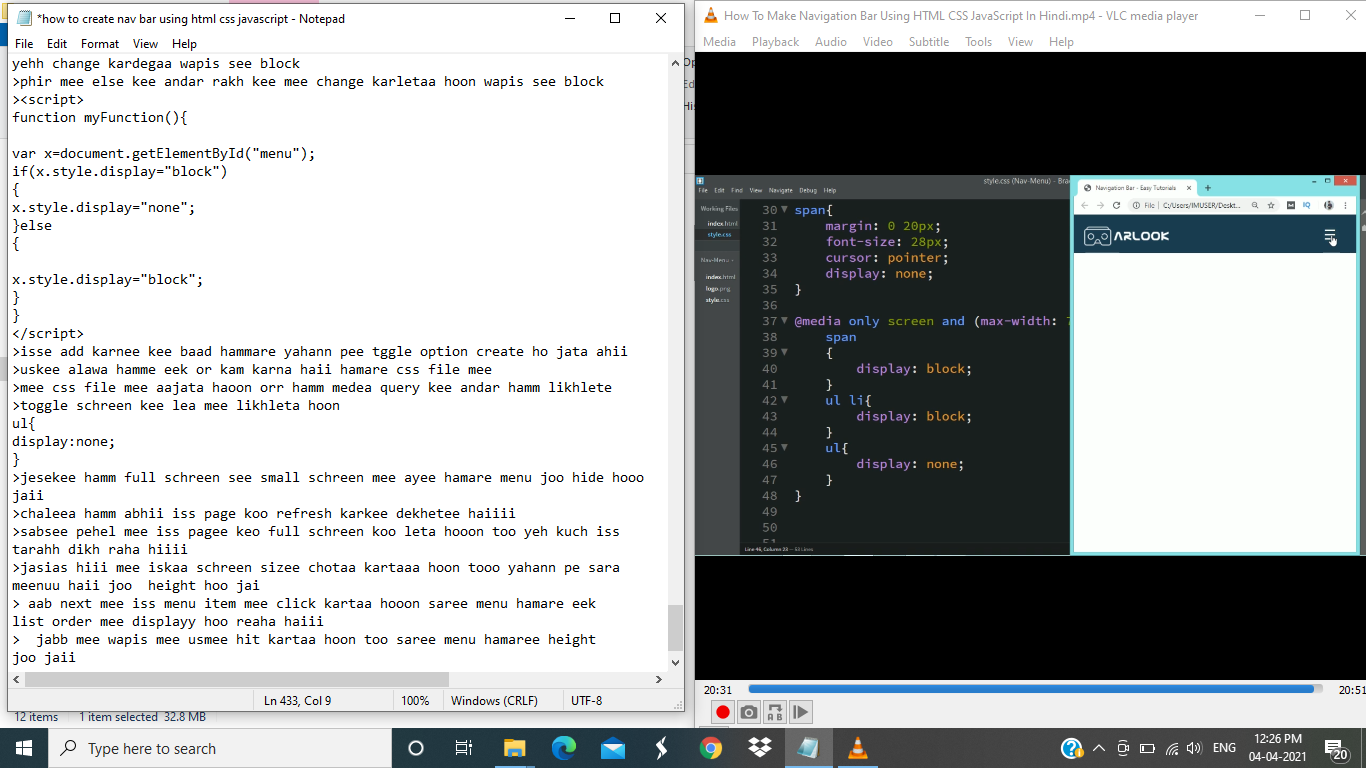 *how to create nav bar using html css javascript - Notepad
File Edit Format View Help
yehh change kardegaa wapis see block
>phir mee else kee andar rakh kee mee change karletaa hoon wapis see block
><script>
function myFunction(){
var x=document.getElementById("menu");
if(x.style.display="block")
{
x.style.display="none";
}else
{
x.style.display="block";
}
}
</script>
>isse add karnee kee baad hammare yahann pee tggle option create ho jata ahii
>uskee alawa hamme eek or kam karna haii hamare css file mee
>mee css file mee aajata haoon orr hamm medea query kee andar hamm likhlete
>toggle schreen kee lea mee likhleta hoon
ul{
display:none;
}
>jesekee hamm full schreen see small schreen mee ayee hamare menu joo hide hooo
jaii
>chaleea hamm abhii iss page koo refresh karkee dekhetee haiiii
>sabsee pehel mee iss pagee keo full schreen koo leta hooon too yeh kuch iss
tarahh dikh raha hiiii
>jasias hiii mee iskaa schreen sizee chotaa kartaaa hoon tooo yahann pe sara
meenuu haii joo  height hoo jai
> aab next mee iss menu item mee click kartaa hooon saree menu hamare eek
list order mee displayy hoo reaha haiii
>  jabb mee wapis mee usmee hit kartaa hoon too saree menu hamaree height
joo jaii
Ln 433, Col 9 100% Windows (CRLF) UTF-8
12 items 1 item selected 32.8 MB
How To Make Navigation Bar Using HTML CSS JavaScript In Hindi.mp4 - VLC media player
Media Playback Audio Video Subtitle Tools View Help
style.css (Nav-Menu) - Bra
File Edit Find View Navigate Debug Help
Working Files
index.html
style.css
Nav-Menu
index.html
logo.png
style.css
30 span{
31 margin: 0 20px;
32 font-size: 28px;
33 cursor: pointer;
34 display: none;
35 }
36
37 @media only screen and (max-width: 7
38 span
39 {
40 display: block;
41 }
42 ul li{
43 display: block;
44 }
45 ul{
46 display: none;
47 }
48 }
49
50
51
Line 46, Column 23 — 53 Lines
Navigation Bar - Easy Tutorials
File | C:/Users/IMUSER/Deskt...
ARLOOK
20:31 20:51
Type here to search
ENG
12:26 PM
04-04-2021
20